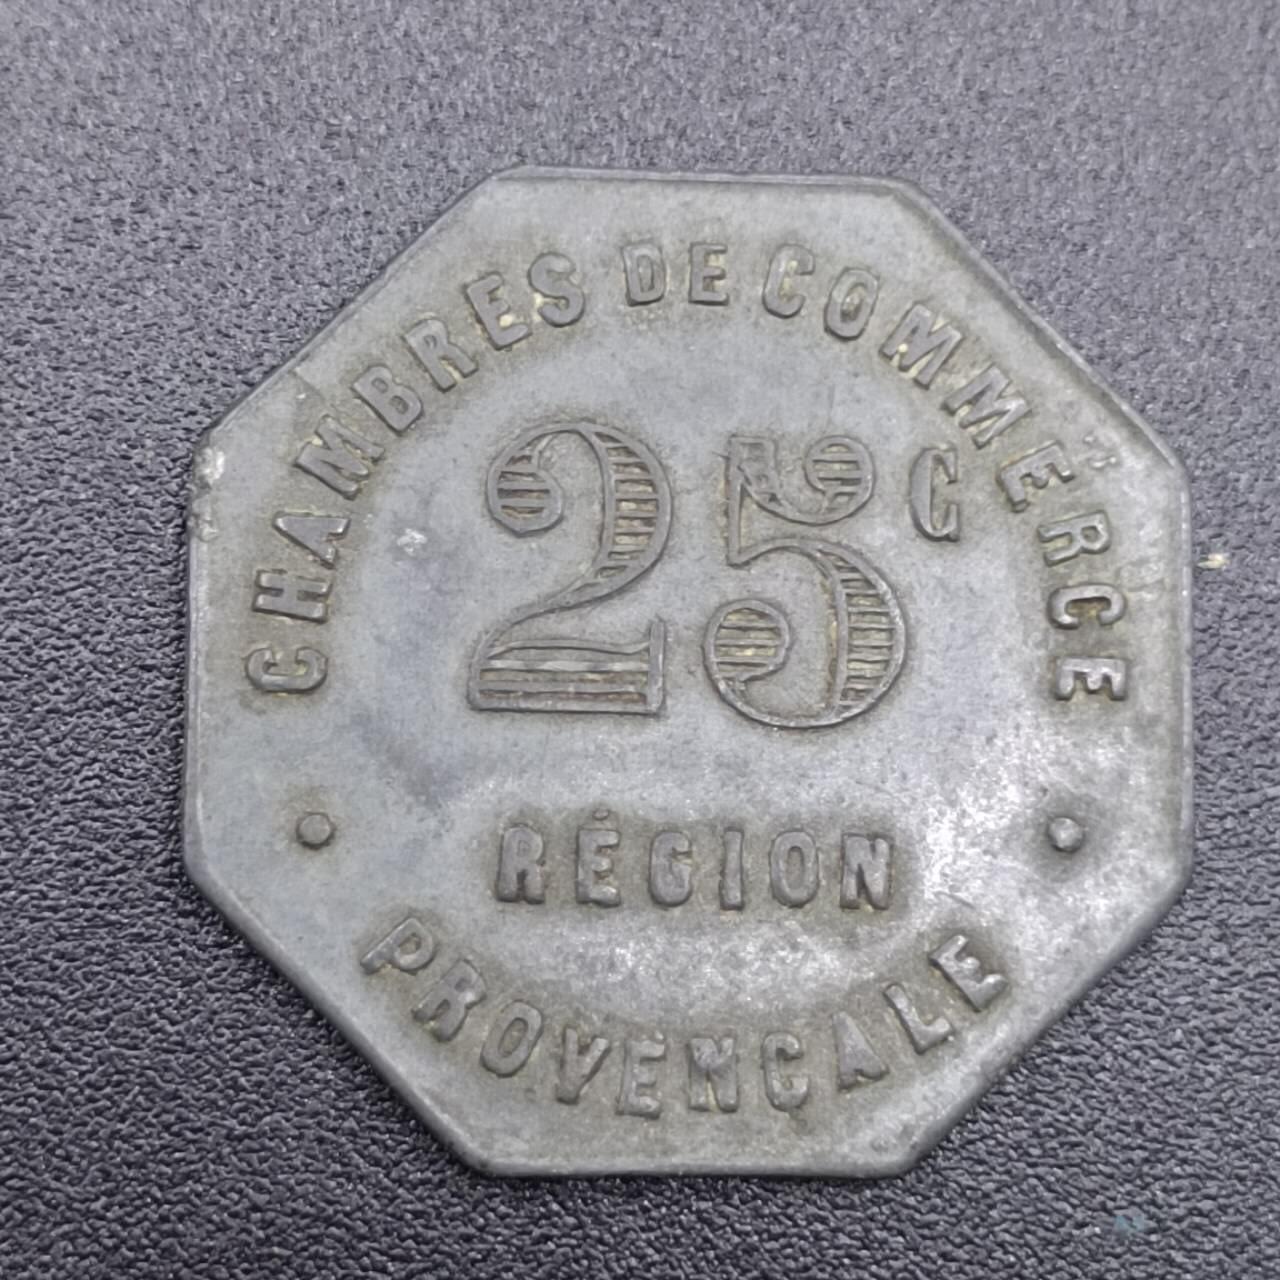 CHAMBRES DE COMMERCE
25 C
RÉGION
PROVENÇALE